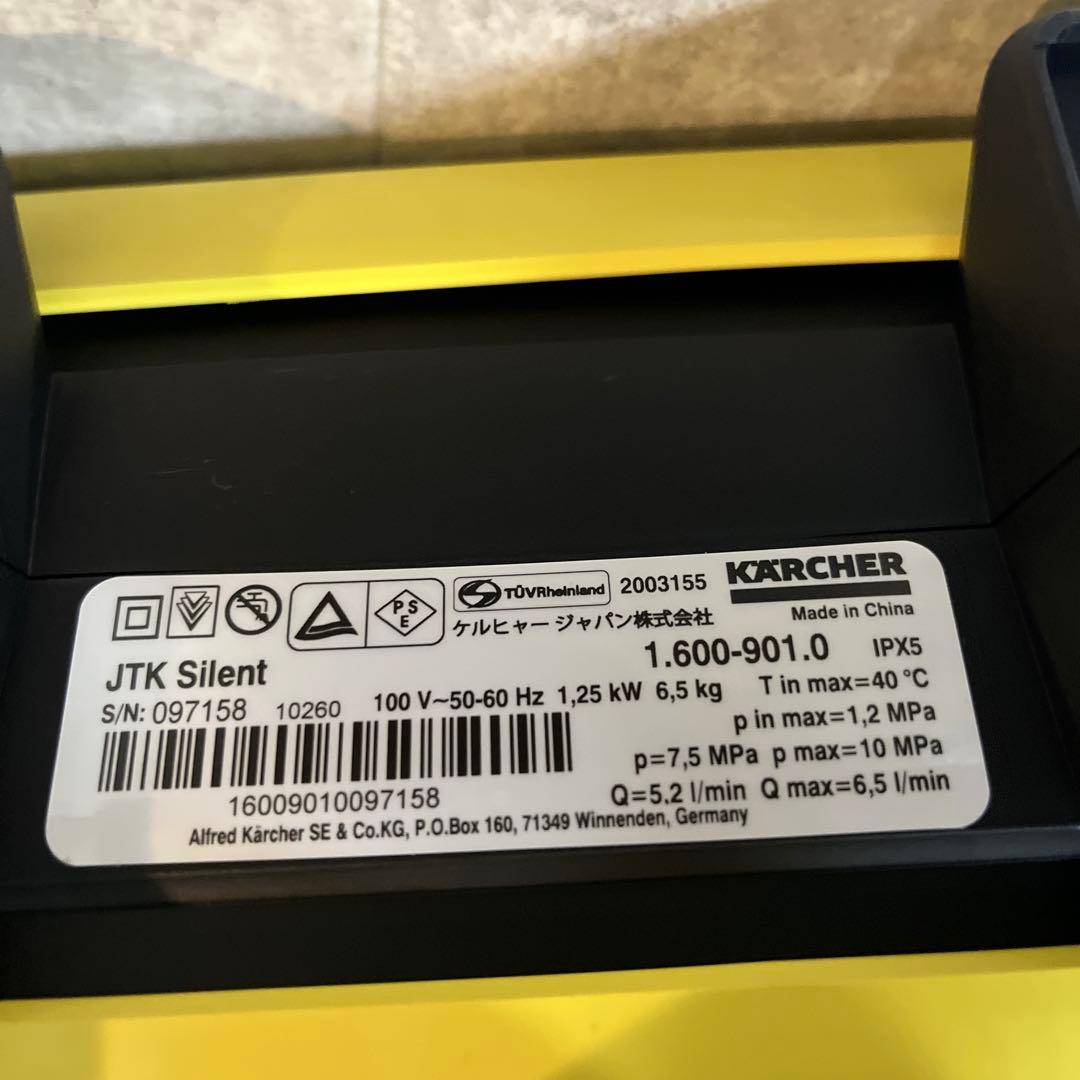 PS
E
TÜVRheinland 2003155 KÄRCHER
ケルヒャー ジャパン株式会社 Made in China
JTK Silent 1.600-901.0 IPX5
S/N: 097158 10260 100 V~50-60 Hz 1,25 kW 6,5 kg T in max=40 °C
p in max=1,2 MPa
p=7,5 MPa p max=10 MPa
16009010097158 Q=5,2 l/min Q max=6,5 l/min
Alfred Kärcher SE & Co.KG, P.O.Box 160, 71349 Winnenden, Germany